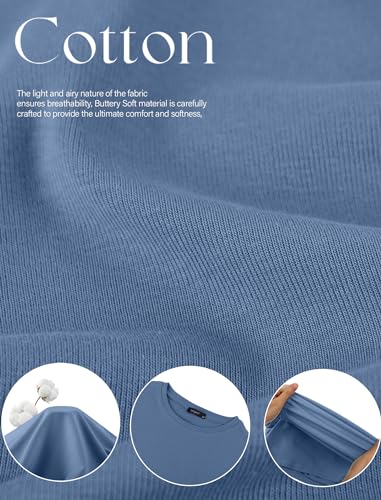 Cotton
The light and airy nature of the fabric
ensures breathability, Buttery Soft material is carefully
crafted to provide the ultimate comfort and softness,